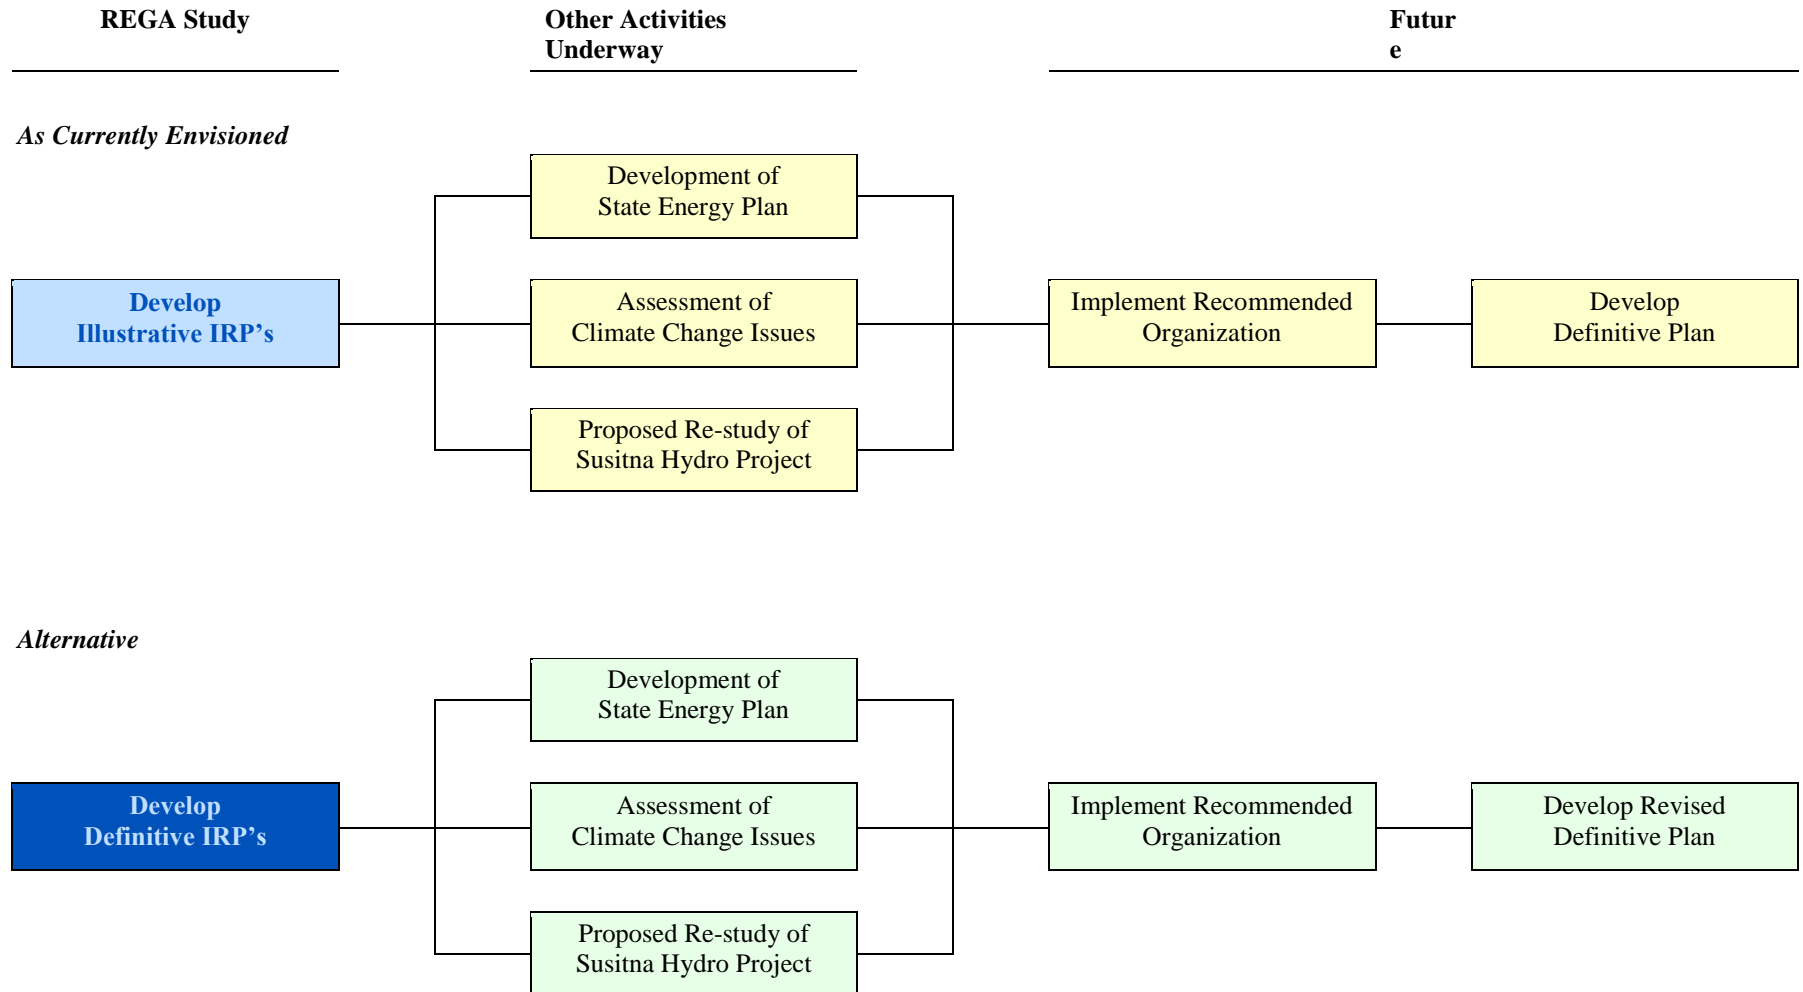 REGA Study
Other Activities
Underway
Futur
e
As Currently Envisioned
Development of
State Energy Plan
Develop
Illustrative IRP’s
Assessment of
Climate Change Issues
Implement Recommended
Organization
Develop
Definitive Plan
Proposed Re-study of
Susitna Hydro Project
Alternative
Development of
State Energy Plan
Develop
Definitive IRP’s
Assessment of
Climate Change Issues
Implement Recommended
Organization
Develop Revised
Definitive Plan
Proposed Re-study of
Susitna Hydro Project